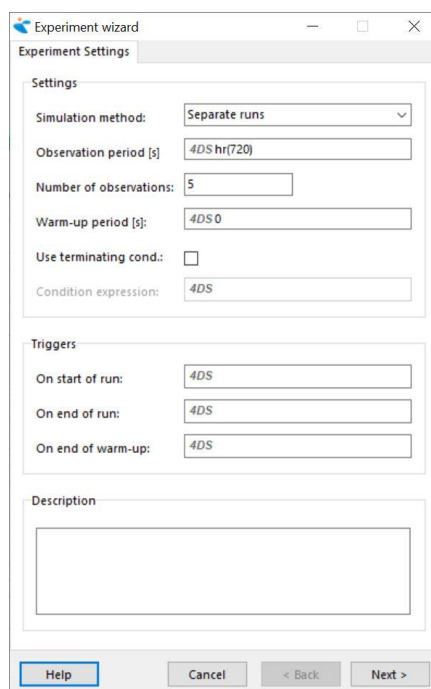 Experiment wizard
Experiment Settings
Settings
Simulation method: Separate runs
Observation period [s] 4DS hr(720)
Number of observations: 5
Warm-up period [s]: 4DS 0
Use terminating cond.:
Condition expression: 4DS
Triggers
On start of run: 4DS
On end of run: 4DS
On end of warm-up: 4DS
Description
Help Cancel < Back Next >